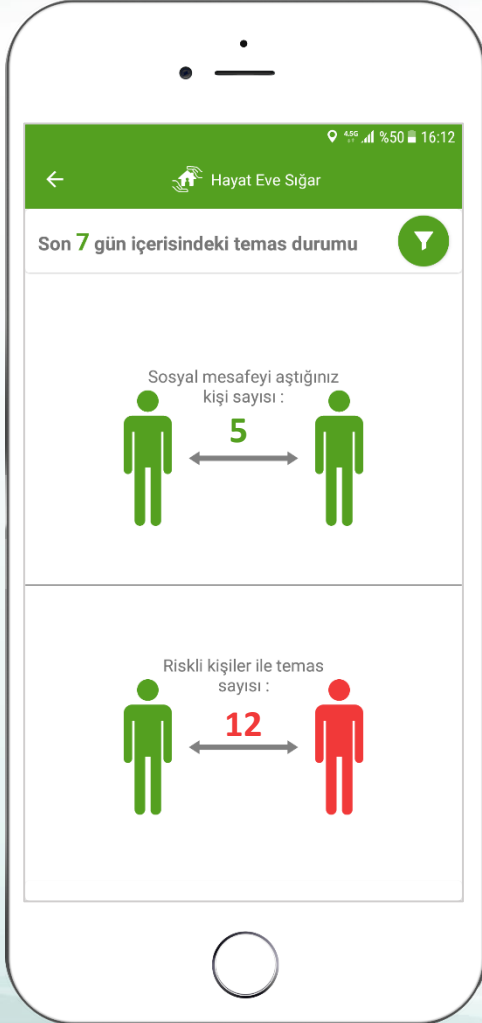 4.5G %50 16:12
Hayat Eve Sığar
Son 7 gün içerisindeki temas durumu
Sosyal mesafeyi aştığınız
kişi sayısı :
5
Riskli kişiler ile temas
sayısı :
12